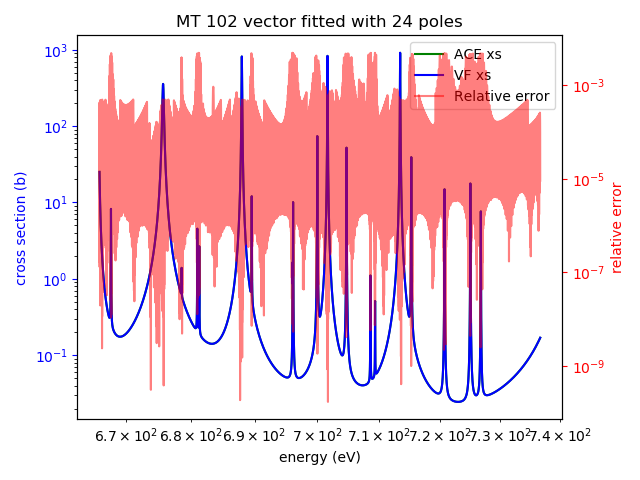 MT 102 vector fitted with 24 poles
ACE xs
VF xs
Relative error
10³
10²
10¹
10⁰
10⁻¹
cross section (b)
10⁻³
10⁻⁵
10⁻⁷
10⁻⁹
relative error
6.7 × 10² 6.8 × 10² 6.9 × 10² 7 × 10² 7.1 × 10² 7.2 × 10² 7.3 × 10² 7.4 × 10²
energy (eV)